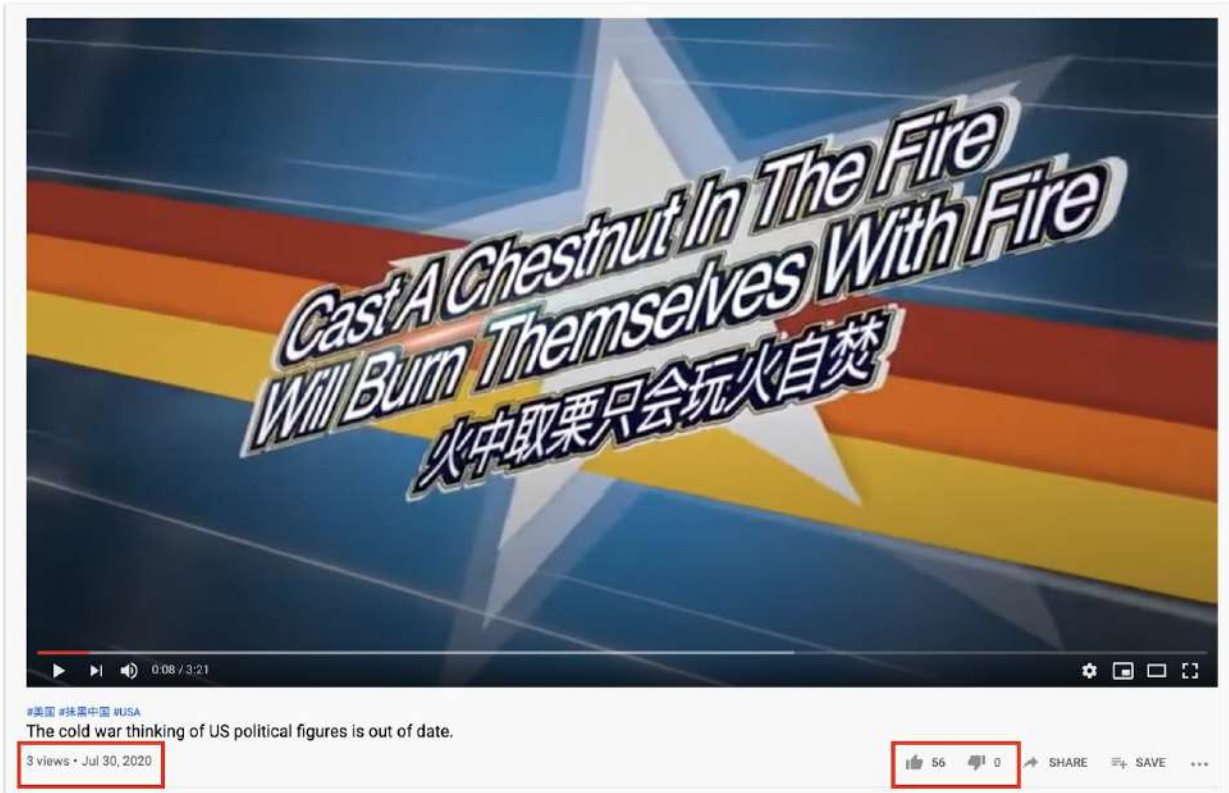 Cast A Chestnut In The Fire
Will Burn Themselves With Fire
火中取栗只会玩火自焚
0:08 / 3:21
#美国 #抹黑中国 #USA
The cold war thinking of US political figures is out of date.
3 views • Jul 30, 2020
56 0 SHARE SAVE